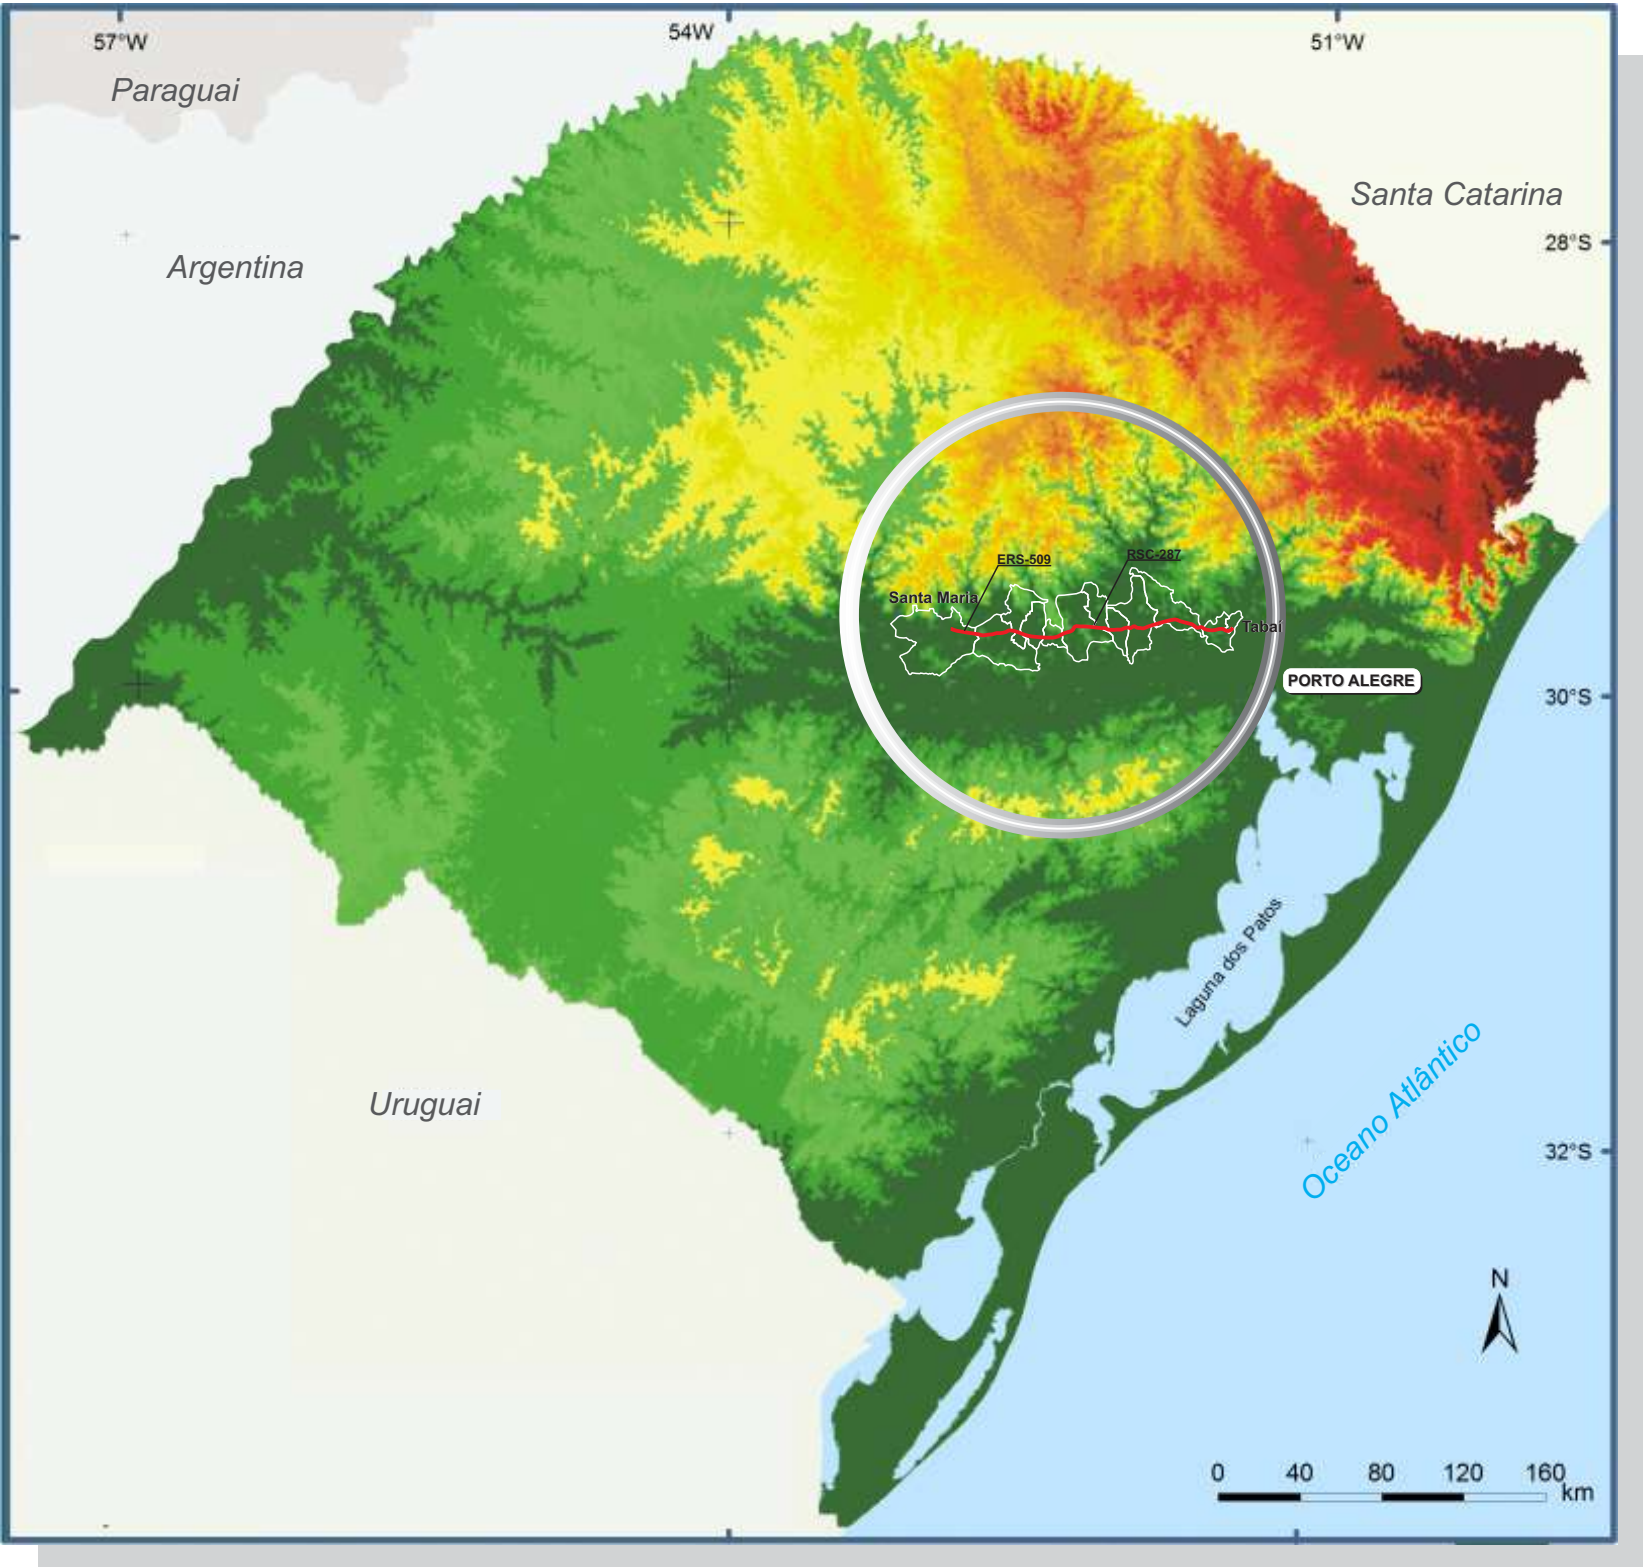 57°W
54W
51°W
Paraguai
Santa Catarina
28°S
Argentina
ERS-509
RSC-287
Santa Maria
Tabaí
PORTO ALEGRE
30°S
Laguna dos Patos
Oceano Atlântico
Uruguai
32°S
N
0 40 80 120 160
km